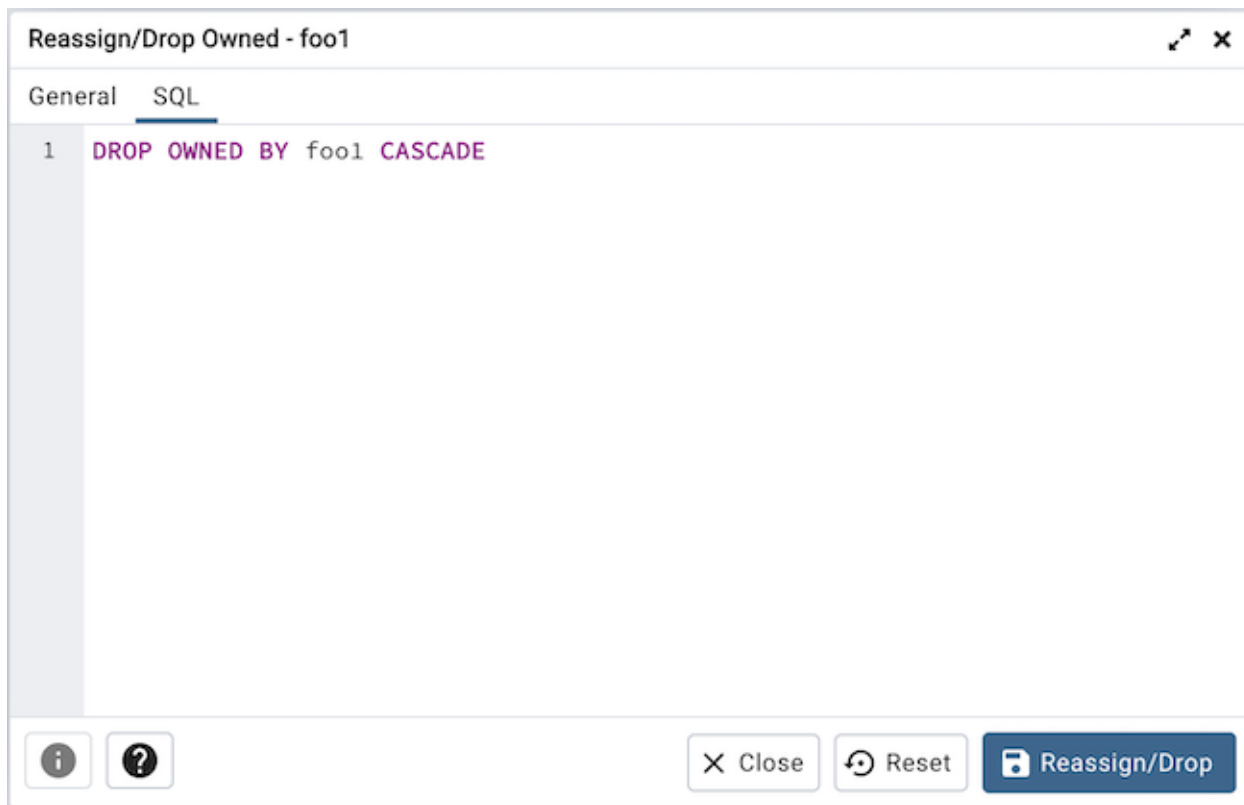 Reassign/Drop Owned - foo1
General SQL
1 DROP OWNED BY foo1 CASCADE
Close Reset Reassign/Drop